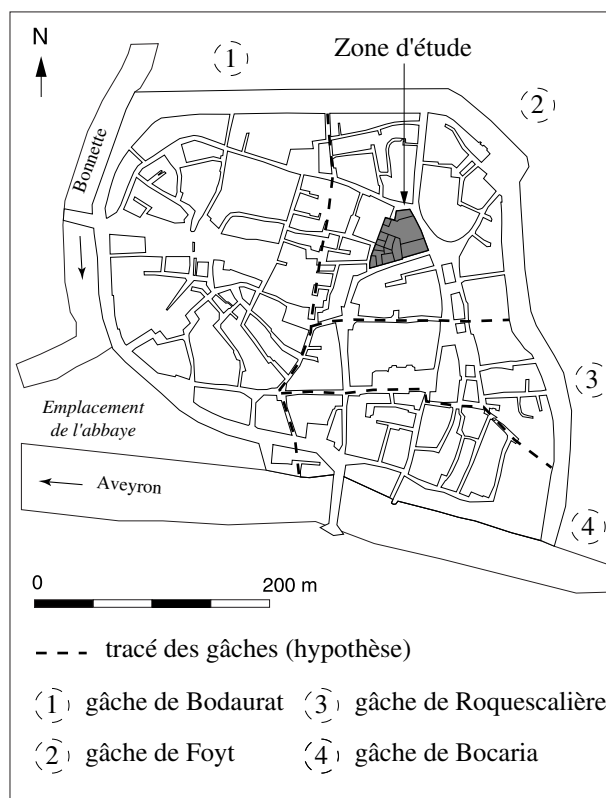 N
1
Zone d'étude
2
Bonnette
3
Emplacement
de l'abbaye
Aveyron
4
0 200 m
tracé des gâches (hypothèse)
1 gâche de Bodaurat 3 gâche de Roquescalière
2 gâche de Foyt 4 gâche de Bocaria